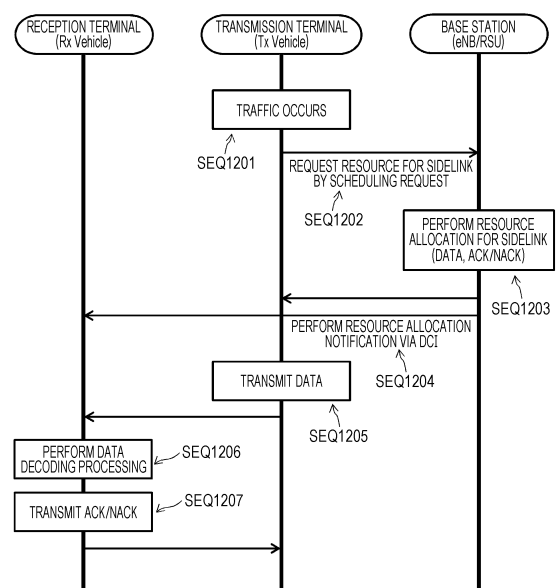 RECEPTION TERMINAL
(Rx Vehicle)
TRANSMISSION TERMINAL
(Tx Vehicle)
BASE STATION
(eNB/RSU)
TRAFFIC OCCURS
SEQ1201
REQUEST RESOURCE FOR SIDELINK
BY SCHEDULING REQUEST
SEQ1202
PERFORM RESOURCE
ALLOCATION FOR SIDELINK
(DATA, ACK/NACK)
SEQ1203
PERFORM RESOURCE ALLOCATION
NOTIFICATION VIA DCI
SEQ1204
TRANSMIT DATA
SEQ1205
PERFORM DATA
DECODING PROCESSING
SEQ1206
TRANSMIT ACK/NACK
SEQ1207